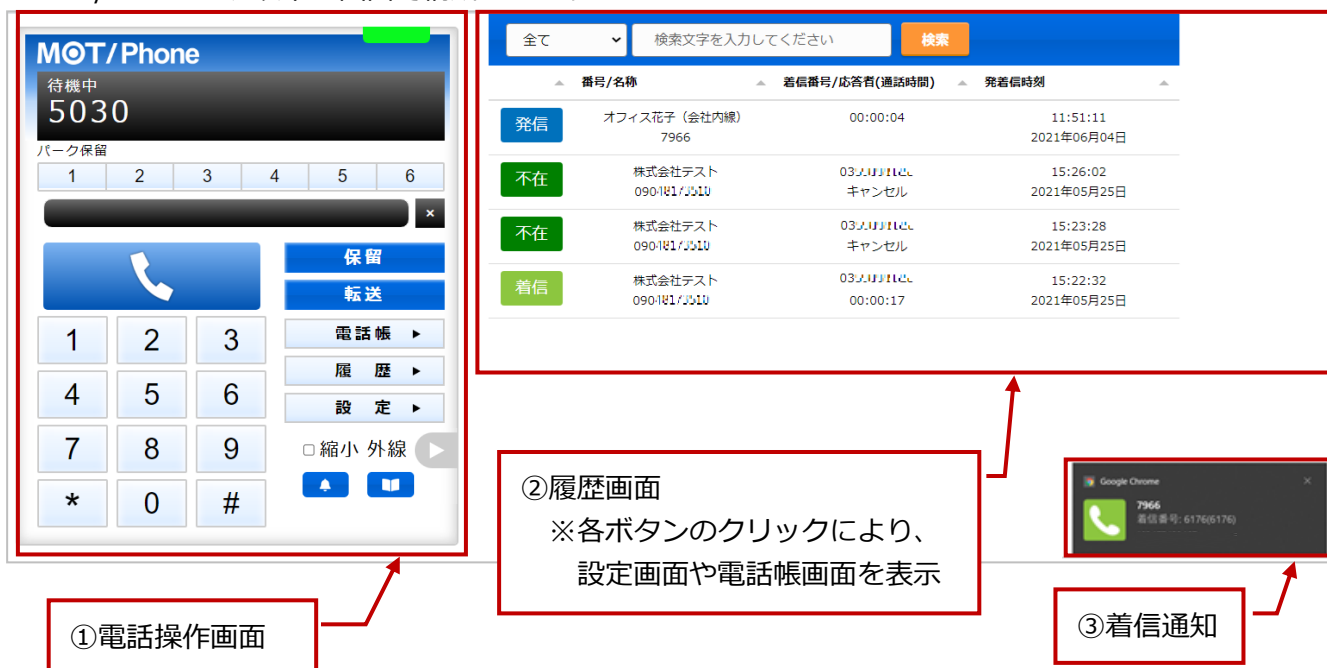 MOT/Phone
待機中
5030
パーク保留
1 2 3 4 5 6
×
保留
転送
電話帳
履 歴
設 定
縮小 外線
1 2 3
4 5 6
7 8 9
* 0 #
全て 検索文字を入力してください 検索
番号/名称 着信番号/応答者(通話時間) 発着信時刻
発信 オフィス花子（会社内線） 00:00:04 11:51:11
7966 2021年06月04日
不在 株式会社テスト 15:26:02
キャンセル 2021年05月25日
不在 株式会社テスト 15:23:28
キャンセル 2021年05月25日
着信 株式会社テスト 15:22:32
00:00:17 2021年05月25日
①電話操作画面
②履歴画面
※各ボタンのクリックにより、
設定画面や電話帳画面を表示
Google Chrome ×
7966
着信番号: 6176(6176)
③着信通知